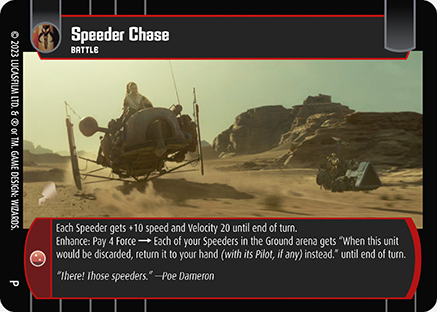 Speeder Chase
BATTLE
© 2023 LUCASFILM LTD. & ® or TM. GAME DESIGN: WIZARDS.
P
Each Speeder gets +10 speed and Velocity 20 until end of turn.
Enhance: Pay 4 Force → Each of your Speeders in the Ground arena gets “When this unit
would be discarded, return it to your hand (with its Pilot, if any) instead.” until end of turn.
“There! Those speeders.” —Poe Dameron